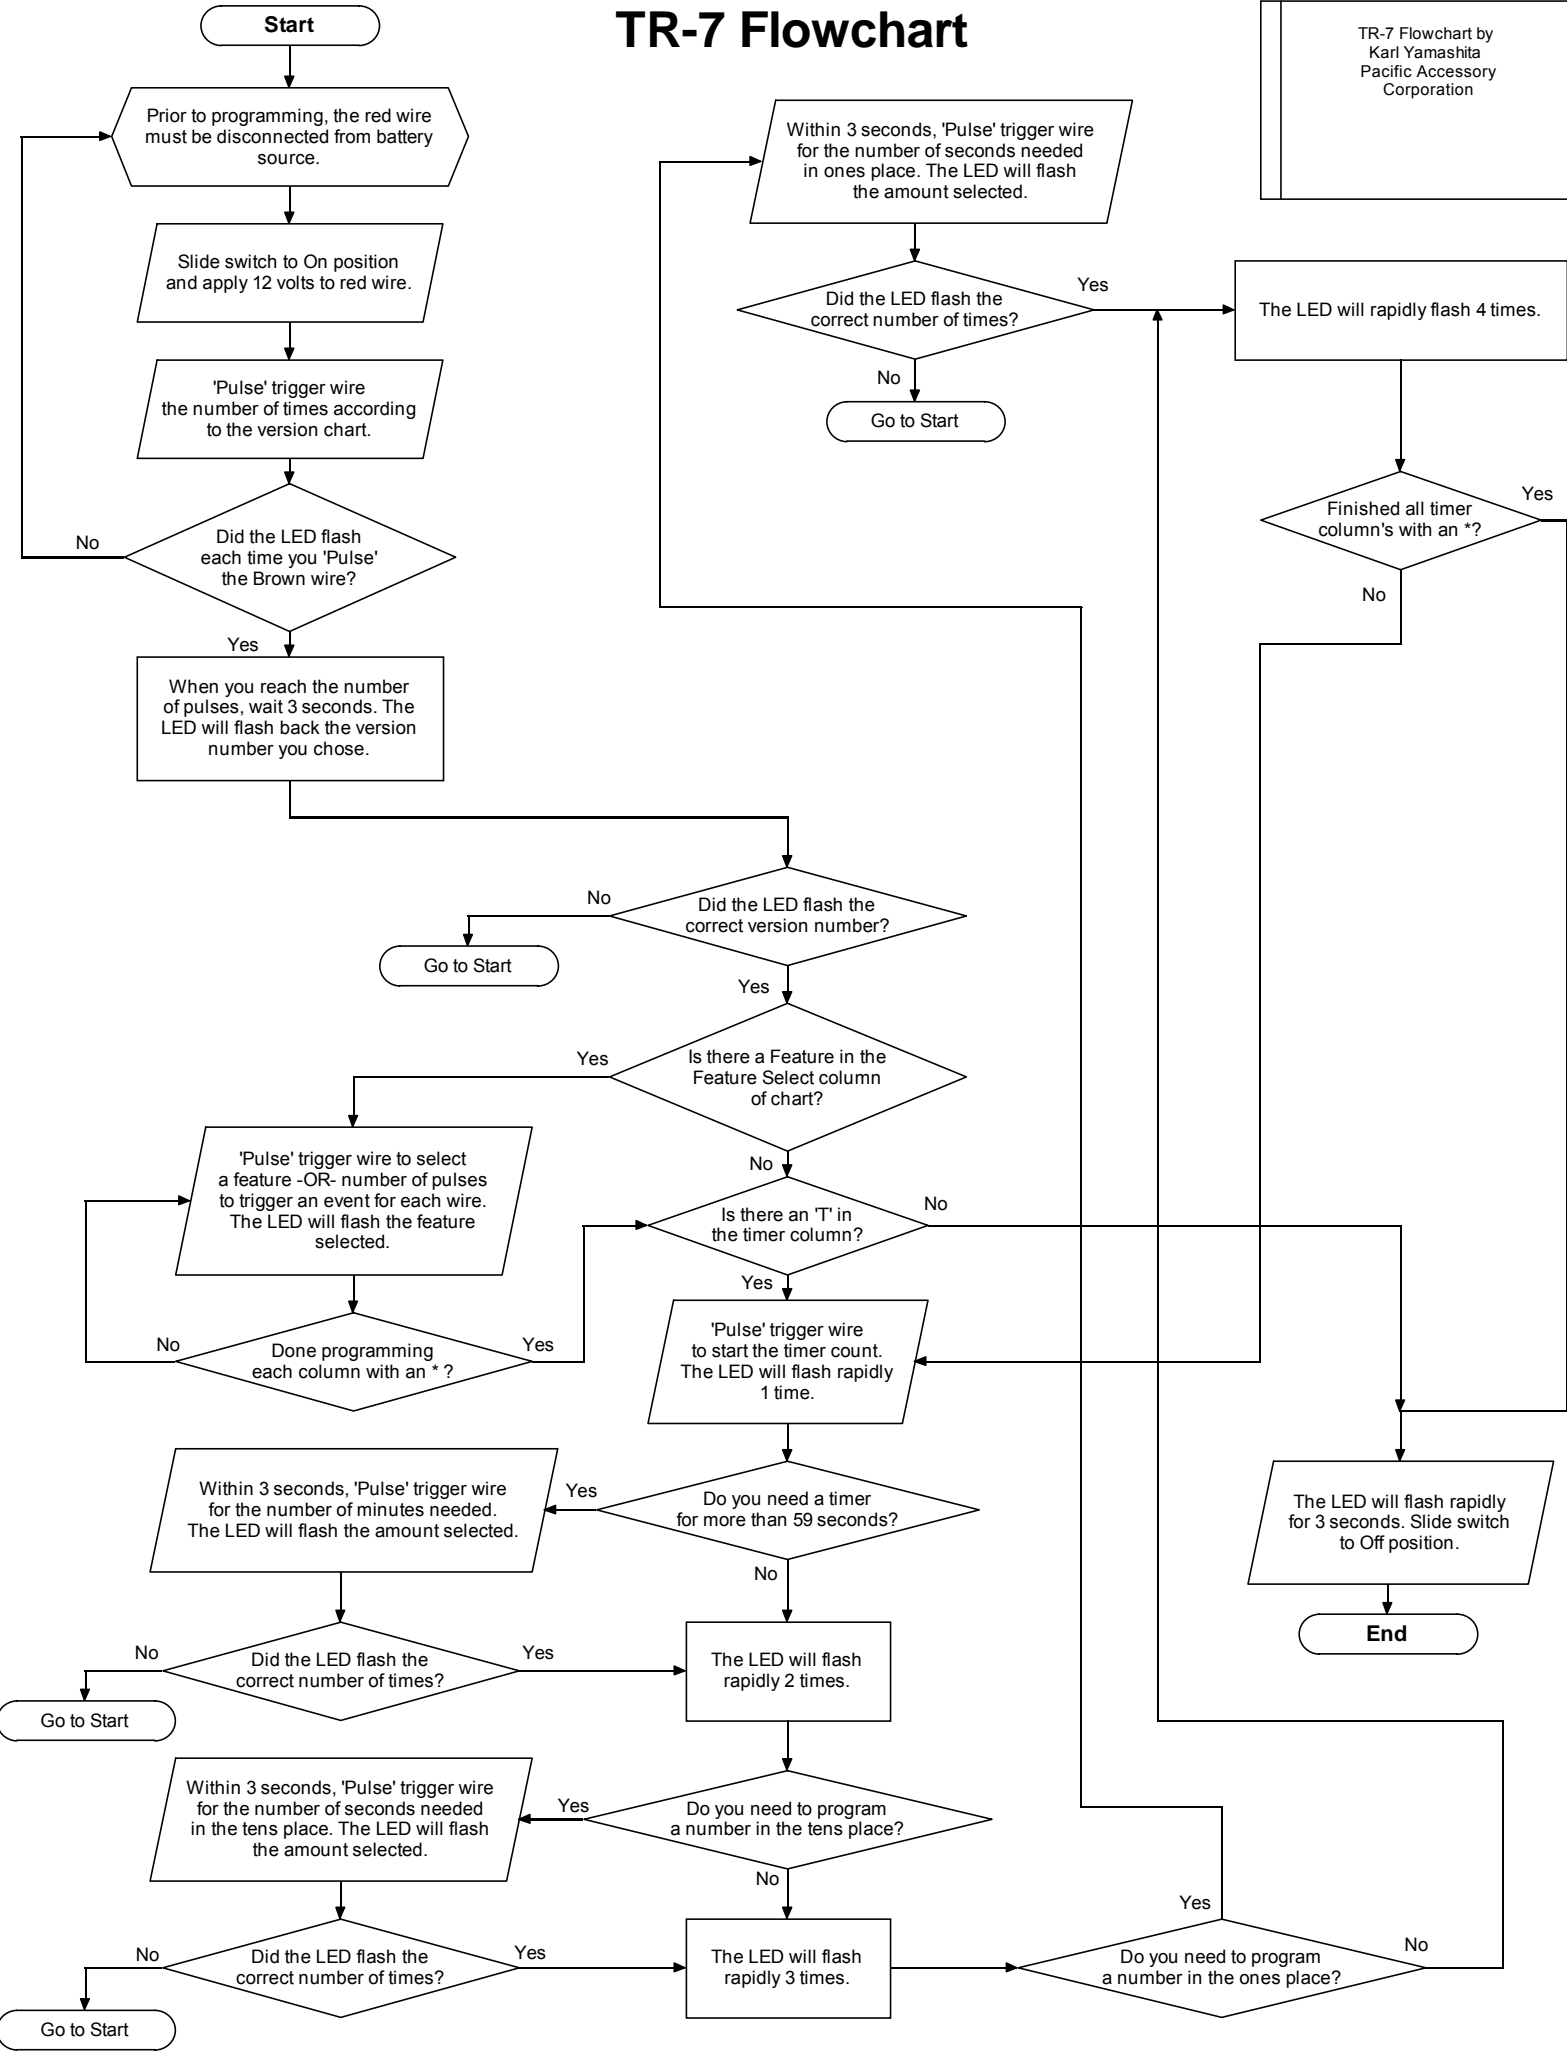 TR-7 Flowchart
TR-7 Flowchart by
Karl Yamashita
Pacific Accessory
Corporation
Start
Prior to programming, the red wire
must be disconnected from battery
source.
Slide switch to On position
and apply 12 volts to red wire.
'Pulse' trigger wire
the number of times according
to the version chart.
Did the LED flash
each time you 'Pulse'
the Brown wire?
No
Yes
When you reach the number
of pulses, wait 3 seconds. The
LED will flash back the version
number you chose.
Did the LED flash the
correct version number?
No
Go to Start
Yes
Is there a Feature in the
Feature Select column
of chart?
Yes
No
'Pulse' trigger wire to select
a feature -OR- number of pulses
to trigger an event for each wire.
The LED will flash the feature
selected.
Done programming
each column with an * ?
No
Yes
Is there an 'T' in
the timer column?
No
Yes
'Pulse' trigger wire
to start the timer count.
The LED will flash rapidly
1 time.
Do you need a timer
for more than 59 seconds?
Yes
No
Within 3 seconds, 'Pulse' trigger wire
for the number of minutes needed.
The LED will flash the amount selected.
Did the LED flash the
correct number of times?
No
Go to Start
Yes
The LED will flash
rapidly 2 times.
Do you need to program
a number in the tens place?
Yes
No
Within 3 seconds, 'Pulse' trigger wire
for the number of seconds needed
in the tens place. The LED will flash
the amount selected.
Did the LED flash the
correct number of times?
No
Go to Start
Yes
The LED will flash
rapidly 3 times.
Do you need to program
a number in the ones place?
Yes
No
Within 3 seconds, 'Pulse' trigger wire
for the number of seconds needed
in ones place. The LED will flash
the amount selected.
Did the LED flash the
correct number of times?
Yes
No
Go to Start
The LED will rapidly flash 4 times.
Finished all timer
column's with an *?
Yes
No
The LED will flash rapidly
for 3 seconds. Slide switch
to Off position.
End